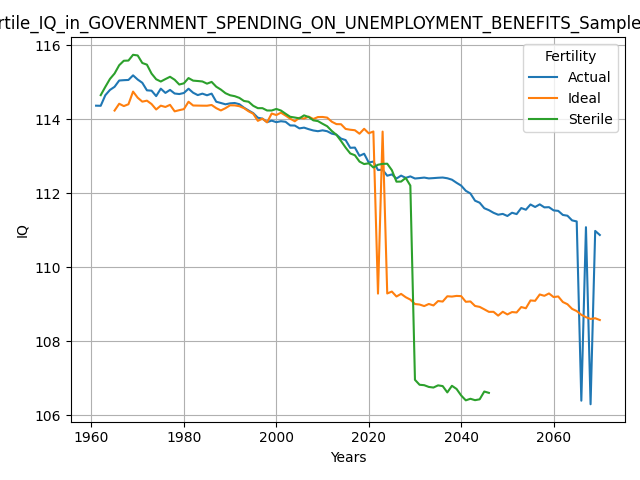 rtile_IQ_in_GOVERNMENT_SPENDING_ON_UNEMPLOYMENT_BENEFITS_Sample
116
114
112
110
108
106
IQ
Fertility
Actual
Ideal
Sterile
1960
1980
2000
2020
2040
2060
Years